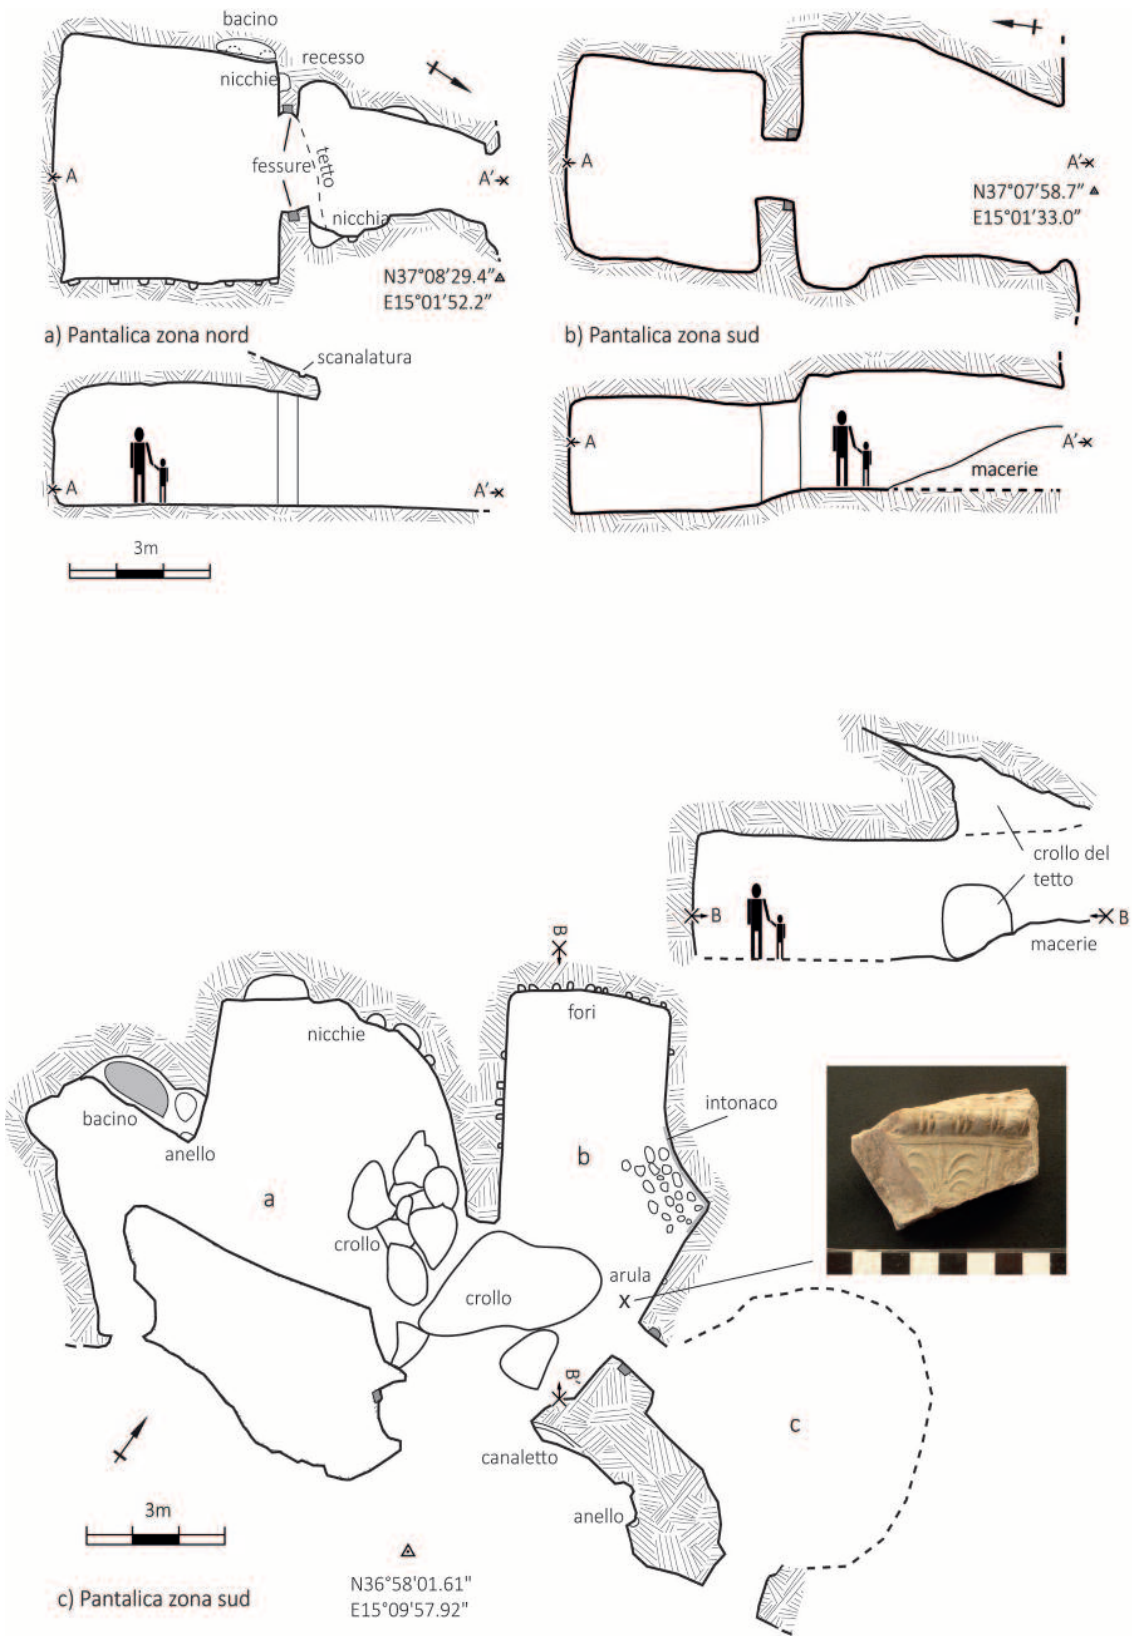 bacino
recesso
nicchie
A
fessure
tetto
A'
nicchia
N37°08'29.4"
E15°01'52.2"
a) Pantalica zona nord
scanalatura
A
A'
3m
A
A'
N37°07'58.7"
E15°01'33.0"
b) Pantalica zona sud
A
A'
macerie
crollo del
tetto
B
B
macerie
B
nicchie
fori
bacino
anello
intonaco
a
b
crollo
crollo
arula
x
B'
c
canaletto
anello
3m
N36°58'01.61"
E15°09'57.92"
c) Pantalica zona sud